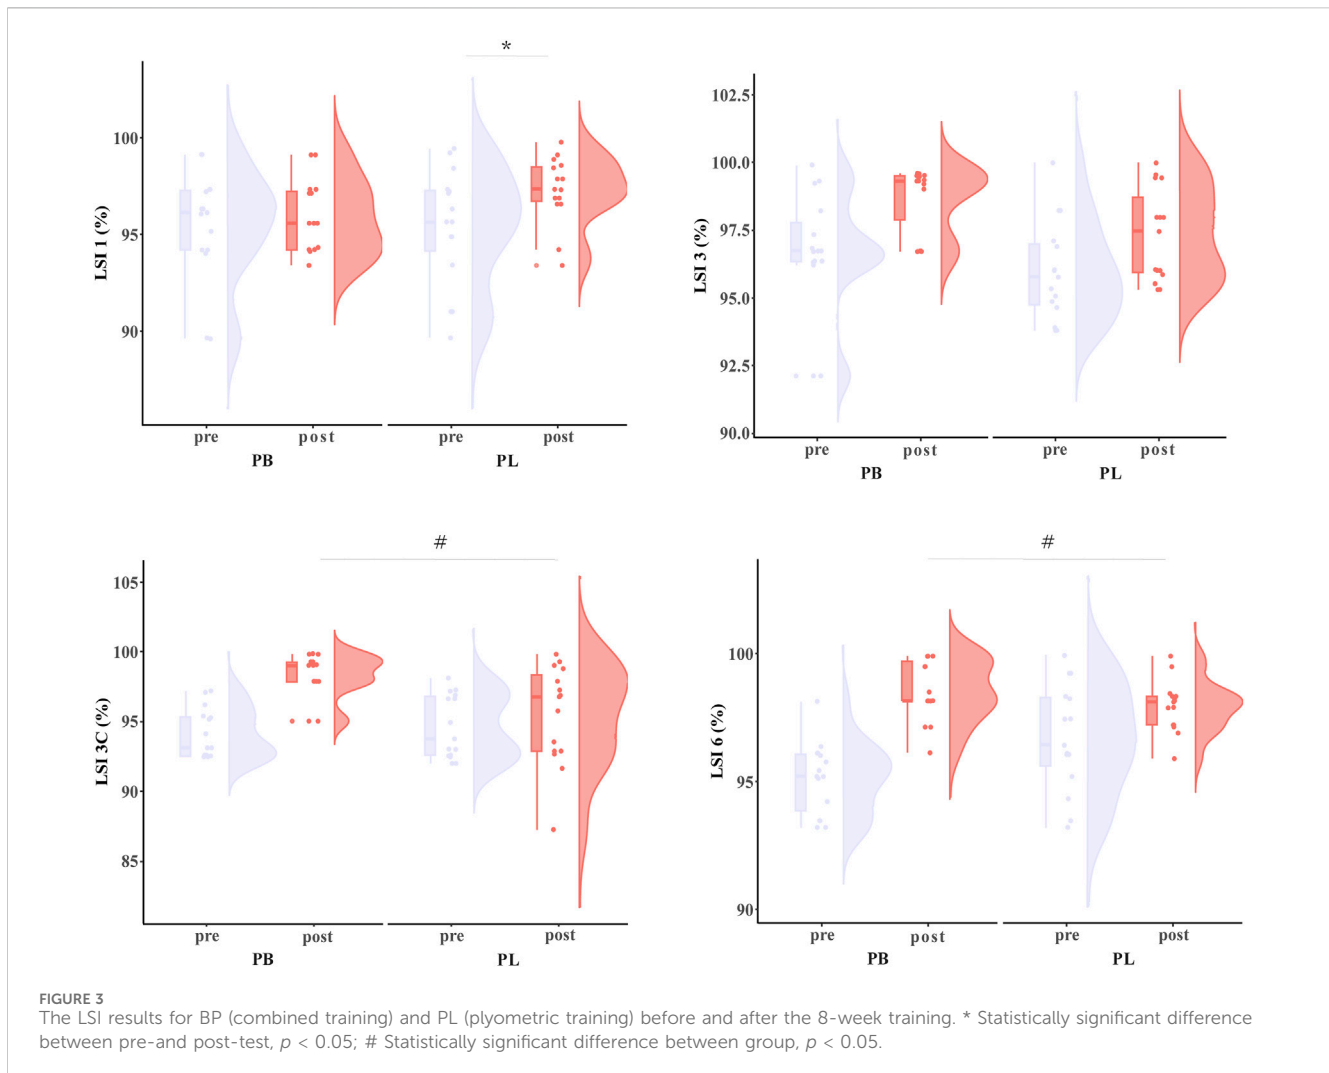 *
LSI 1 (%)
100
95
90
pre
post
pre
post
PB
PL
LSI 3 (%)
102.5
100.0
97.5
95.0
92.5
90.0
pre
post
pre
post
PB
PL
#
LSI 3C (%)
105
100
95
90
85
pre
post
pre
post
PB
PL
#
LSI 6 (%)
100
95
90
pre
post
pre
post
PB
PL
FIGURE 3
The LSI results for BP (combined training) and PL (plyometric training) before and after the 8-week training. * Statistically significant difference
between pre-and post-test, p < 0.05; # Statistically significant difference between group, p < 0.05.